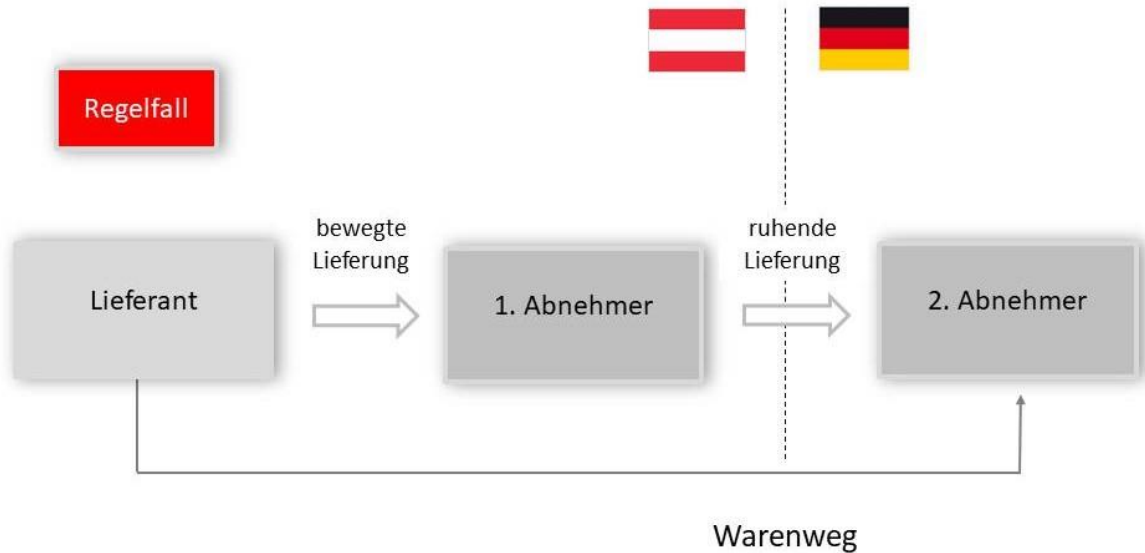 Regelfall
bewegte
Lieferung
ruhende
Lieferung
Lieferant
1. Abnehmer
2. Abnehmer
Warenweg